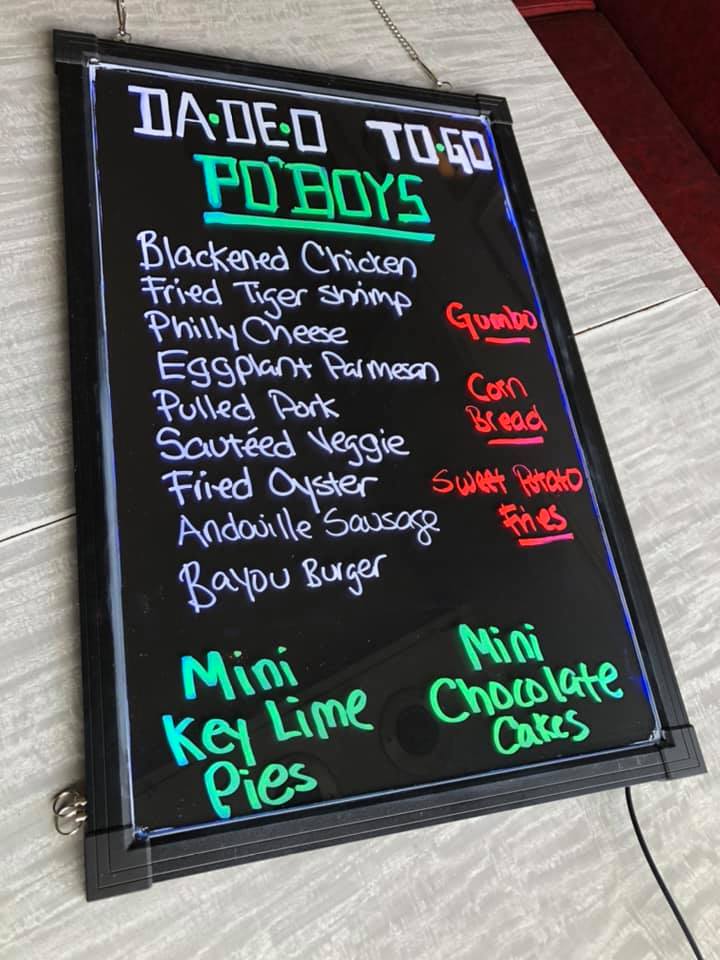 DA·DE·O TO·GO
PO'BOYS
Blackened Chicken
Fried Tiger Shrimp
Philly Cheese
Eggplant Parmesan
Pulled Pork
Sautéed Veggie
Fried Oyster
Andouille Sausage
Bayou Burger
Gumbo
Corn
Bread
Sweet Potato
Fries
Mini
Key Lime
Pies
Mini
Chocolate
Cakes